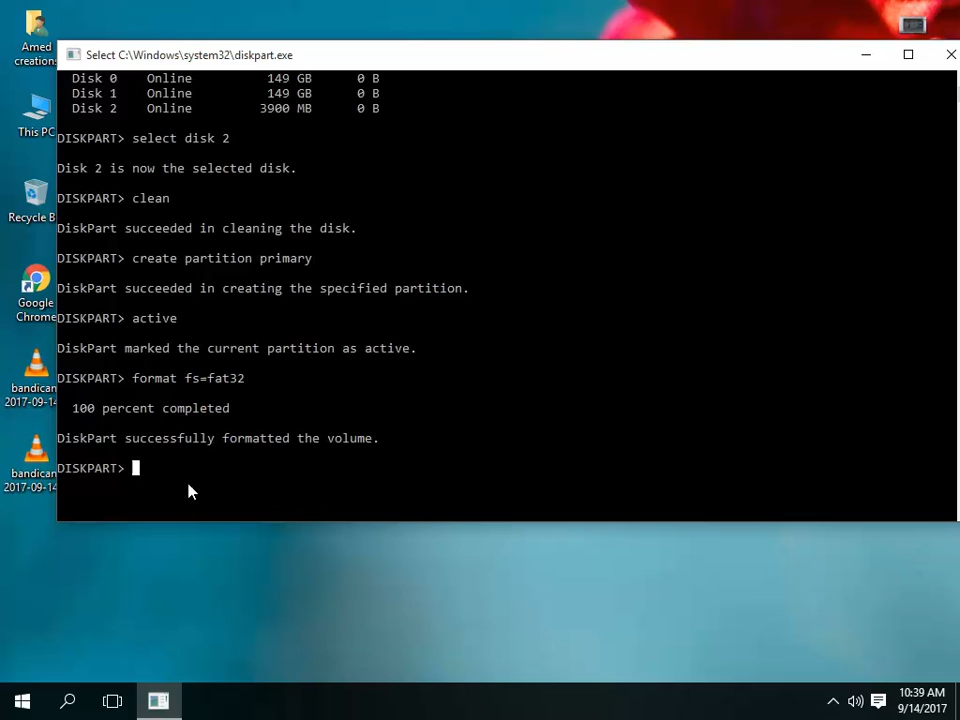 Amed
creations
This PC
Recycle B
Google
Chrome
bandican
2017-09-14
bandican
2017-09-14
Select C:\Windows\system32\diskpart.exe
Disk 0 Online 149 GB 0 B
Disk 1 Online 149 GB 0 B
Disk 2 Online 3900 MB 0 B
DISKPART> select disk 2
Disk 2 is now the selected disk.
DISKPART> clean
DiskPart succeeded in cleaning the disk.
DISKPART> create partition primary
DiskPart succeeded in creating the specified partition.
DISKPART> active
DiskPart marked the current partition as active.
DISKPART> format fs=fat32
100 percent completed
DiskPart successfully formatted the volume.
DISKPART>
10:39 AM
9/14/2017